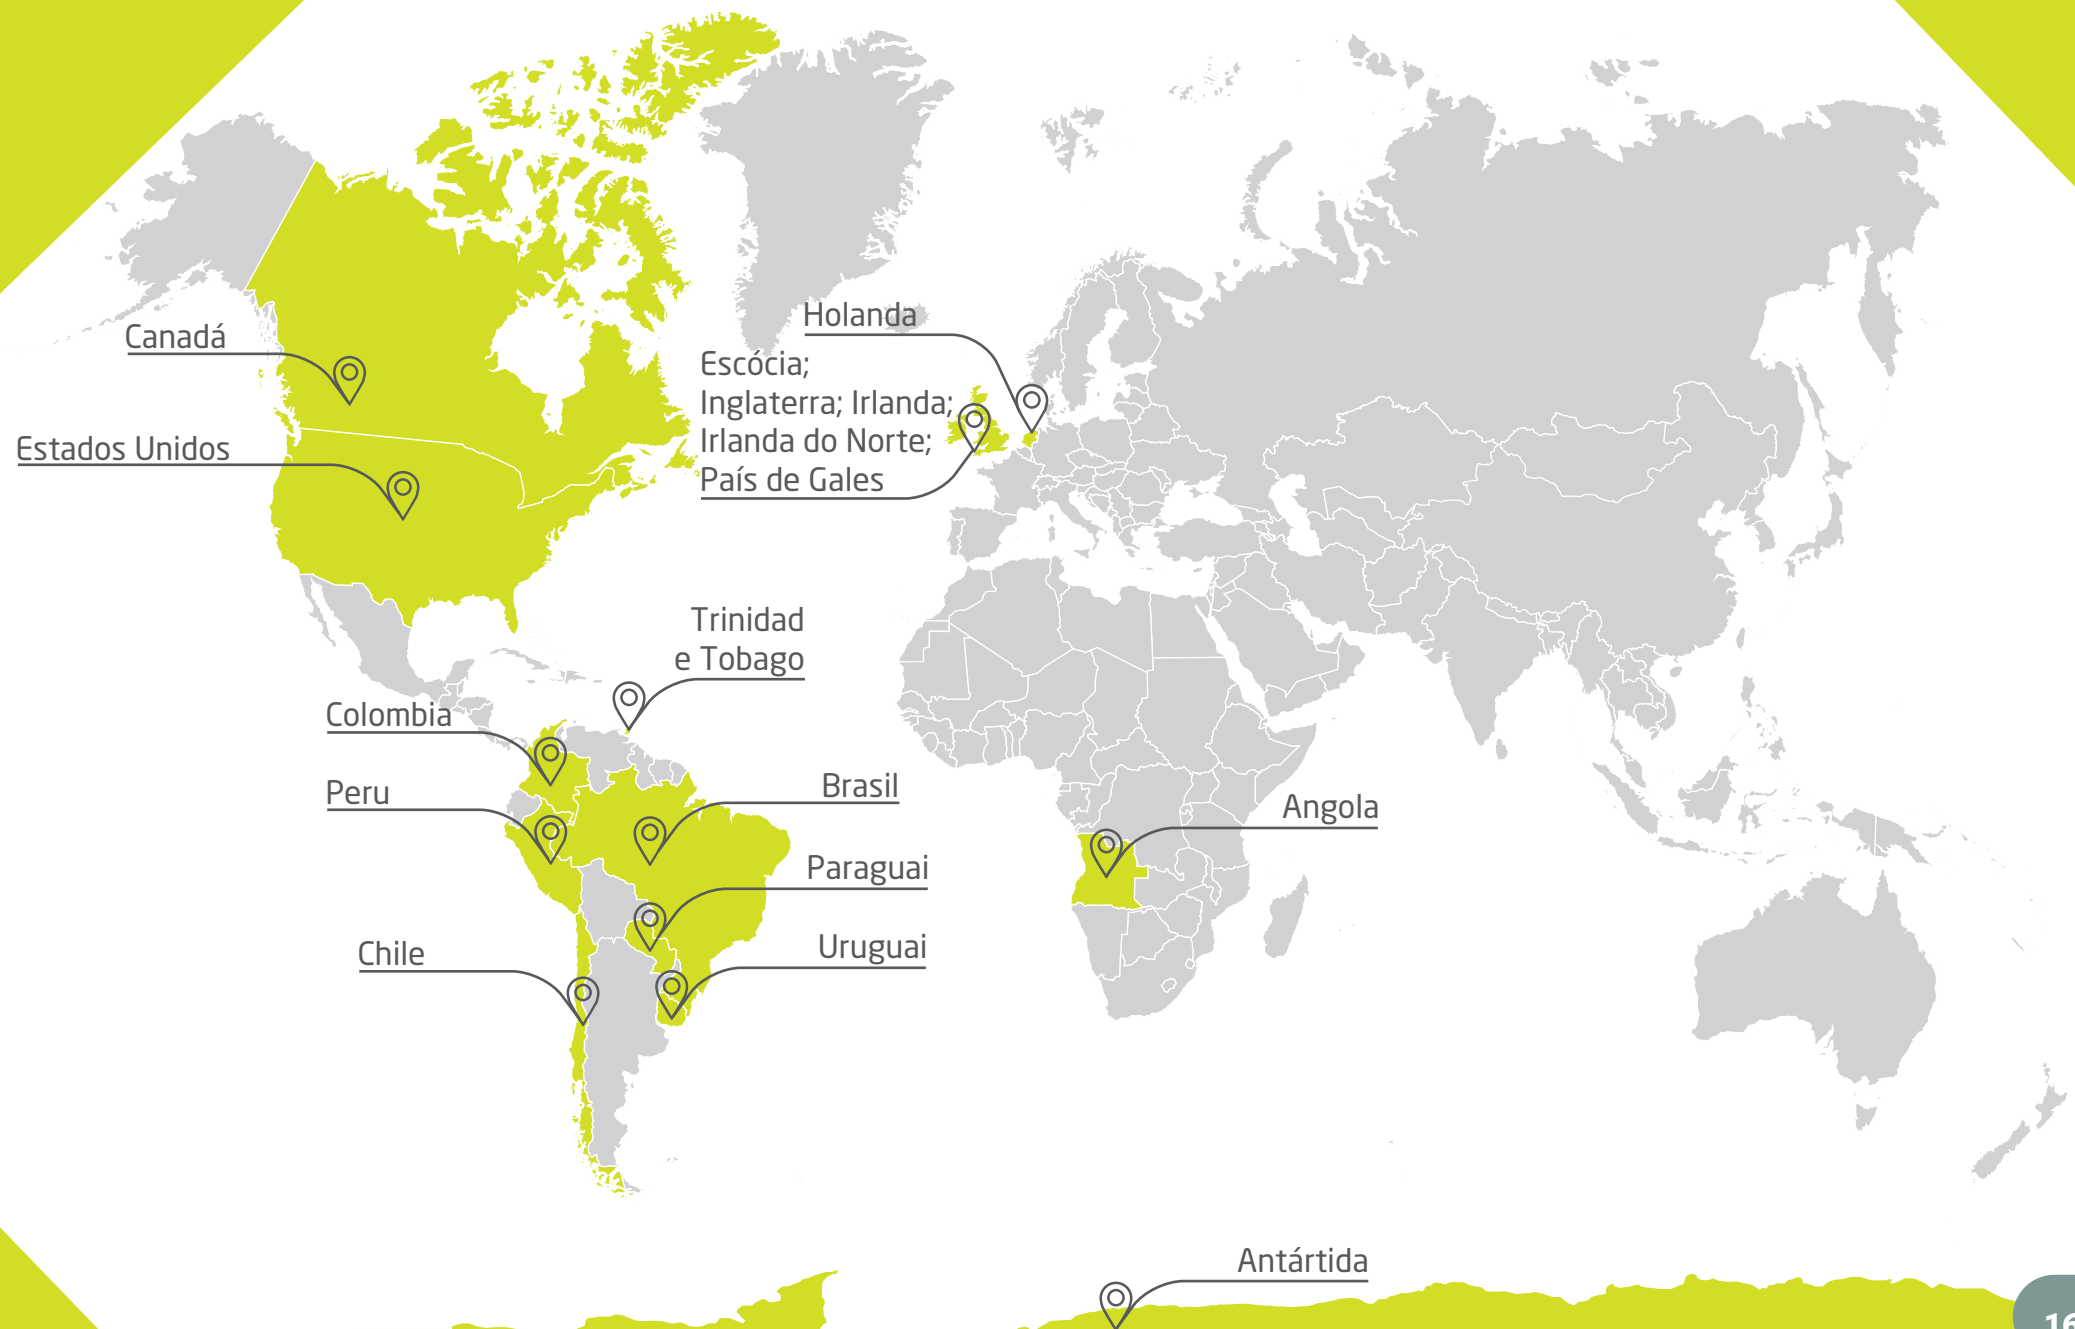 Holanda
Canadá
Escócia;
Inglaterra; Irlanda;
Irlanda do Norte;
País de Gales
Estados Unidos
Trinidad
e Tobago
Colombia
Peru
Brasil
Angola
Paraguai
Chile
Uruguai
Antártida